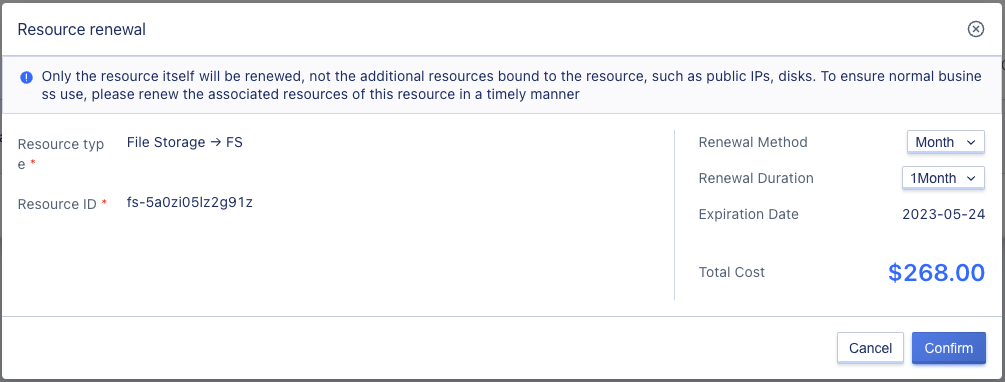 Resource renewal
Only the resource itself will be renewed, not the additional resources bound to the resource, such as public IPs, disks. To ensure normal busine
ss use, please renew the associated resources of this resource in a timely manner
Resource typ
e *
File Storage → FS
Resource ID *
fs-5a0zi05lz2g91z
Renewal Method
Month
Renewal Duration
1Month
Expiration Date
2023-05-24
Total Cost
$268.00
Cancel
Confirm